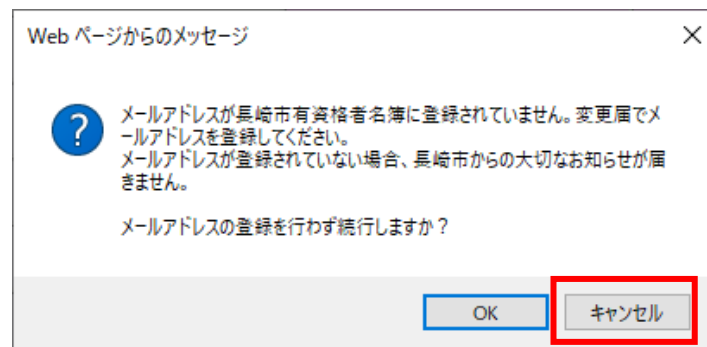 Web ページからのメッセージ
メールアドレスが長崎市有資格者名簿に登録されていません。変更届でメ
ールアドレスを登録してください。
メールアドレスが登録されていない場合、長崎市からの大切なお知らせが届
きません。
メールアドレスの登録を行わず続行しますか？
OK
キャンセル